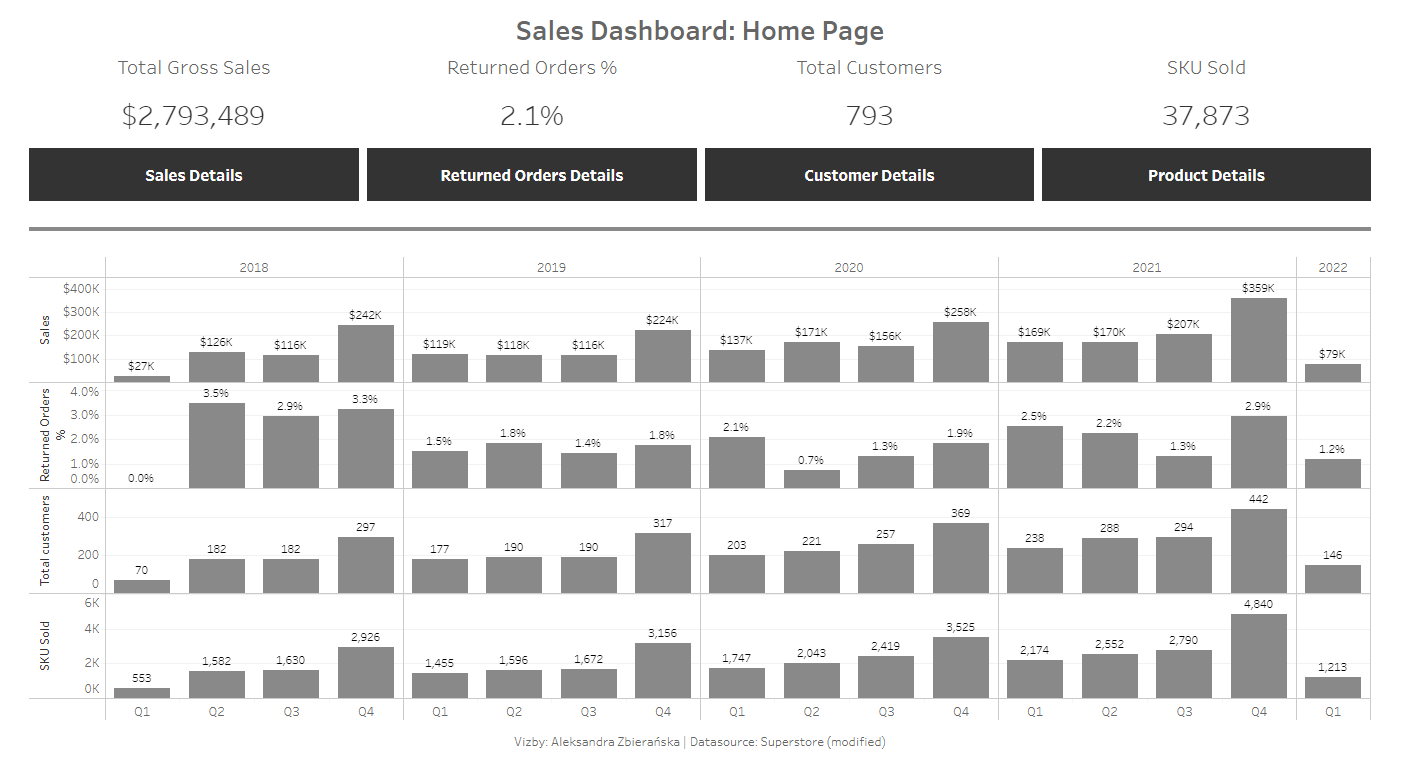 Sales Dashboard: Home Page
Total Gross Sales
Returned Orders %
Total Customers
SKU Sold
$2,793,489
2.1%
793
37,873
Sales Details
Returned Orders Details
Customer Details
Product Details
2018
2019
2020
2021
2022
Sales
$400K
$300K
$200K
$100K
$27K
$126K
$116K
$242K
$119K
$118K
$116K
$224K
$137K
$171K
$156K
$258K
$169K
$170K
$207K
$359K
$79K
Returned Orders
%
4.0%
3.0%
2.0%
1.0%
0.0%
0.0%
3.5%
2.9%
3.3%
1.5%
1.8%
1.4%
1.8%
2.1%
0.7%
1.3%
1.9%
2.5%
2.2%
1.3%
2.9%
1.2%
Total customers
400
200
0
70
182
182
297
177
190
190
317
203
221
257
369
238
288
294
442
146
SKU Sold
6K
4K
2K
0K
553
1,582
1,630
2,926
1,455
1,596
1,672
3,156
1,747
2,043
2,419
3,525
2,174
2,552
2,790
4,840
1,213
Q1
Q2
Q3
Q4
Q1
Q2
Q3
Q4
Q1
Q2
Q3
Q4
Q1
Q2
Q3
Q4
Q1
Vizby: Aleksandra Zbierańska | Datasource: Superstore (modified)